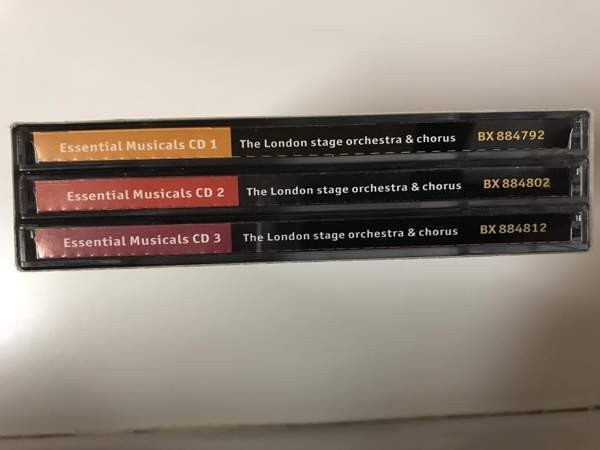 Essential Musicals CD 1 The London stage orchestra & chorus BX 884792
Essential Musicals CD 2 The London stage orchestra & chorus BX 884802
Essential Musicals CD 3 The London stage orchestra & chorus BX 884812